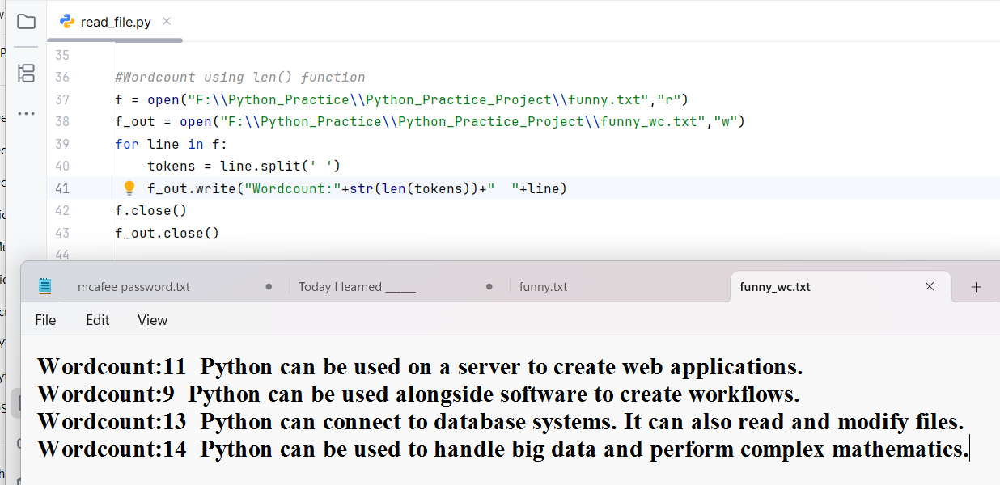 read_file.py
35
36 #Wordcount using len() function
37 f = open("F:\\Python_Practice\\Python_Practice_Project\\funny.txt","r")
38 f_out = open("F:\\Python_Practice\\Python_Practice_Project\\funny_wc.txt","w")
39 for line in f:
40 tokens = line.split(' ')
41 f_out.write("Wordcount:"+str(len(tokens))+"  "+line)
42 f.close()
43 f_out.close()
44
mcafee password.txt Today I learned _____ funny.txt funny_wc.txt
File Edit View
Wordcount:11  Python can be used on a server to create web applications.
Wordcount:9  Python can be used alongside software to create workflows.
Wordcount:13  Python can connect to database systems. It can also read and modify files.
Wordcount:14  Python can be used to handle big data and perform complex mathematics.